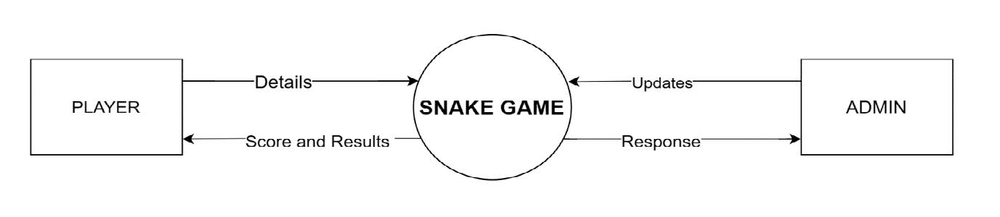 PLAYER
Details
Score and Results
SNAKE GAME
Updates
Response
ADMIN